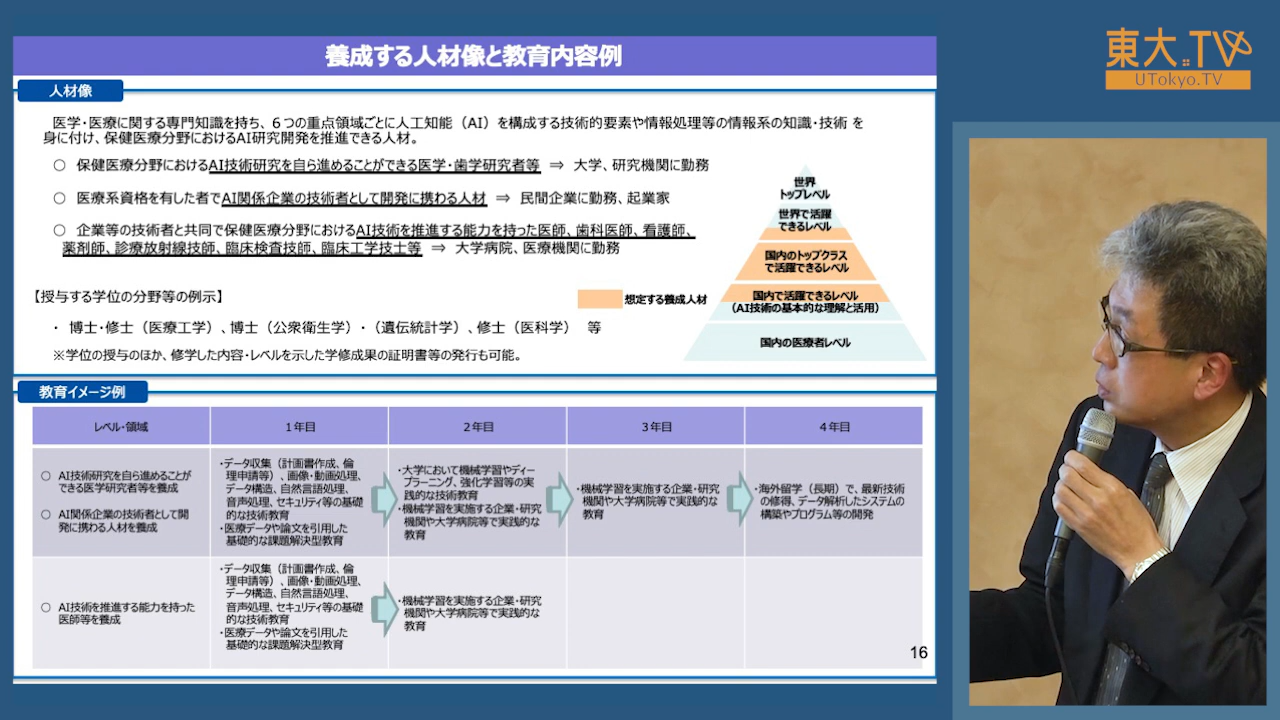 養成する人材像と教育内容例
東大.TV
UTokyo.TV
人材像
医学・医療に関する専門知識を持ち、６つの重点領域ごとに人工知能（AI）を構成する技術的要素や情報処理等の情報系の知識・技術 を
身に付け、保健医療分野におけるAI研究開発を推進できる人材。
○ 保健医療分野におけるAI技術研究を自ら進めることができる医学・歯学研究者等 ⇒ 大学、研究機関に勤務
○ 医療系資格を有した者でAI関係企業の技術者として開発に携わる人材 ⇒ 民間企業に勤務、起業家
○ 企業等の技術者と共同で保健医療分野におけるAI技術を推進する能力を持った医師、歯科医師、看護師、
薬剤師、診療放射線技師、臨床検査技師、臨床工学技士等 ⇒ 大学病院、医療機関に勤務
世界
トップレベル
世界で活躍
できるレベル
国内のトップクラス
で活躍できるレベル
国内で活躍できるレベル
（AI技術の基本的な理解と活用）
国内の医療者レベル
想定する養成人材
【授与する学位の分野等の例示】
・ 博士・修士（医療工学）、博士（公衆衛生学）・（遺伝統計学）、修士（医科学） 等
※学位の授与のほか、修学した内容・レベルを示した学修成果の証明書等の発行も可能。
教育イメージ例
レベル・領域
１年目
２年目
３年目
４年目
○ AI技術研究を自ら進めることが
できる医学研究者等を養成
○ AI関係企業の技術者として開
発に携わる人材を養成
・データ収集（計画書作成、倫
理申請等）、画像・動画処理、
データ構造、自然言語処理、
音声処理、セキュリティ等の基礎
的な技術教育
・医療データや論文を引用した
基礎的な課題解決型教育
・大学において機械学習やディー
プラーニング、強化学習等の実
践的な技術教育
・機械学習を実施する企業・研究
機関や大学病院等で実践的な
教育
・機械学習を実施する企業・研究
機関や大学病院等で実践的な
教育
・海外留学（長期）で、最新技術
の修得、データ解析したシステムの
構築やプログラム等の開発
○ AI技術を推進する能力を持った
医師等を養成
・データ収集（計画書作成、倫
理申請等）、画像・動画処理、
データ構造、自然言語処理、
音声処理、セキュリティ等の基礎
的な技術教育
・医療データや論文を引用した
基礎的な課題解決型教育
・機械学習を実施する企業・研究
機関や大学病院等で実践的な
教育
16